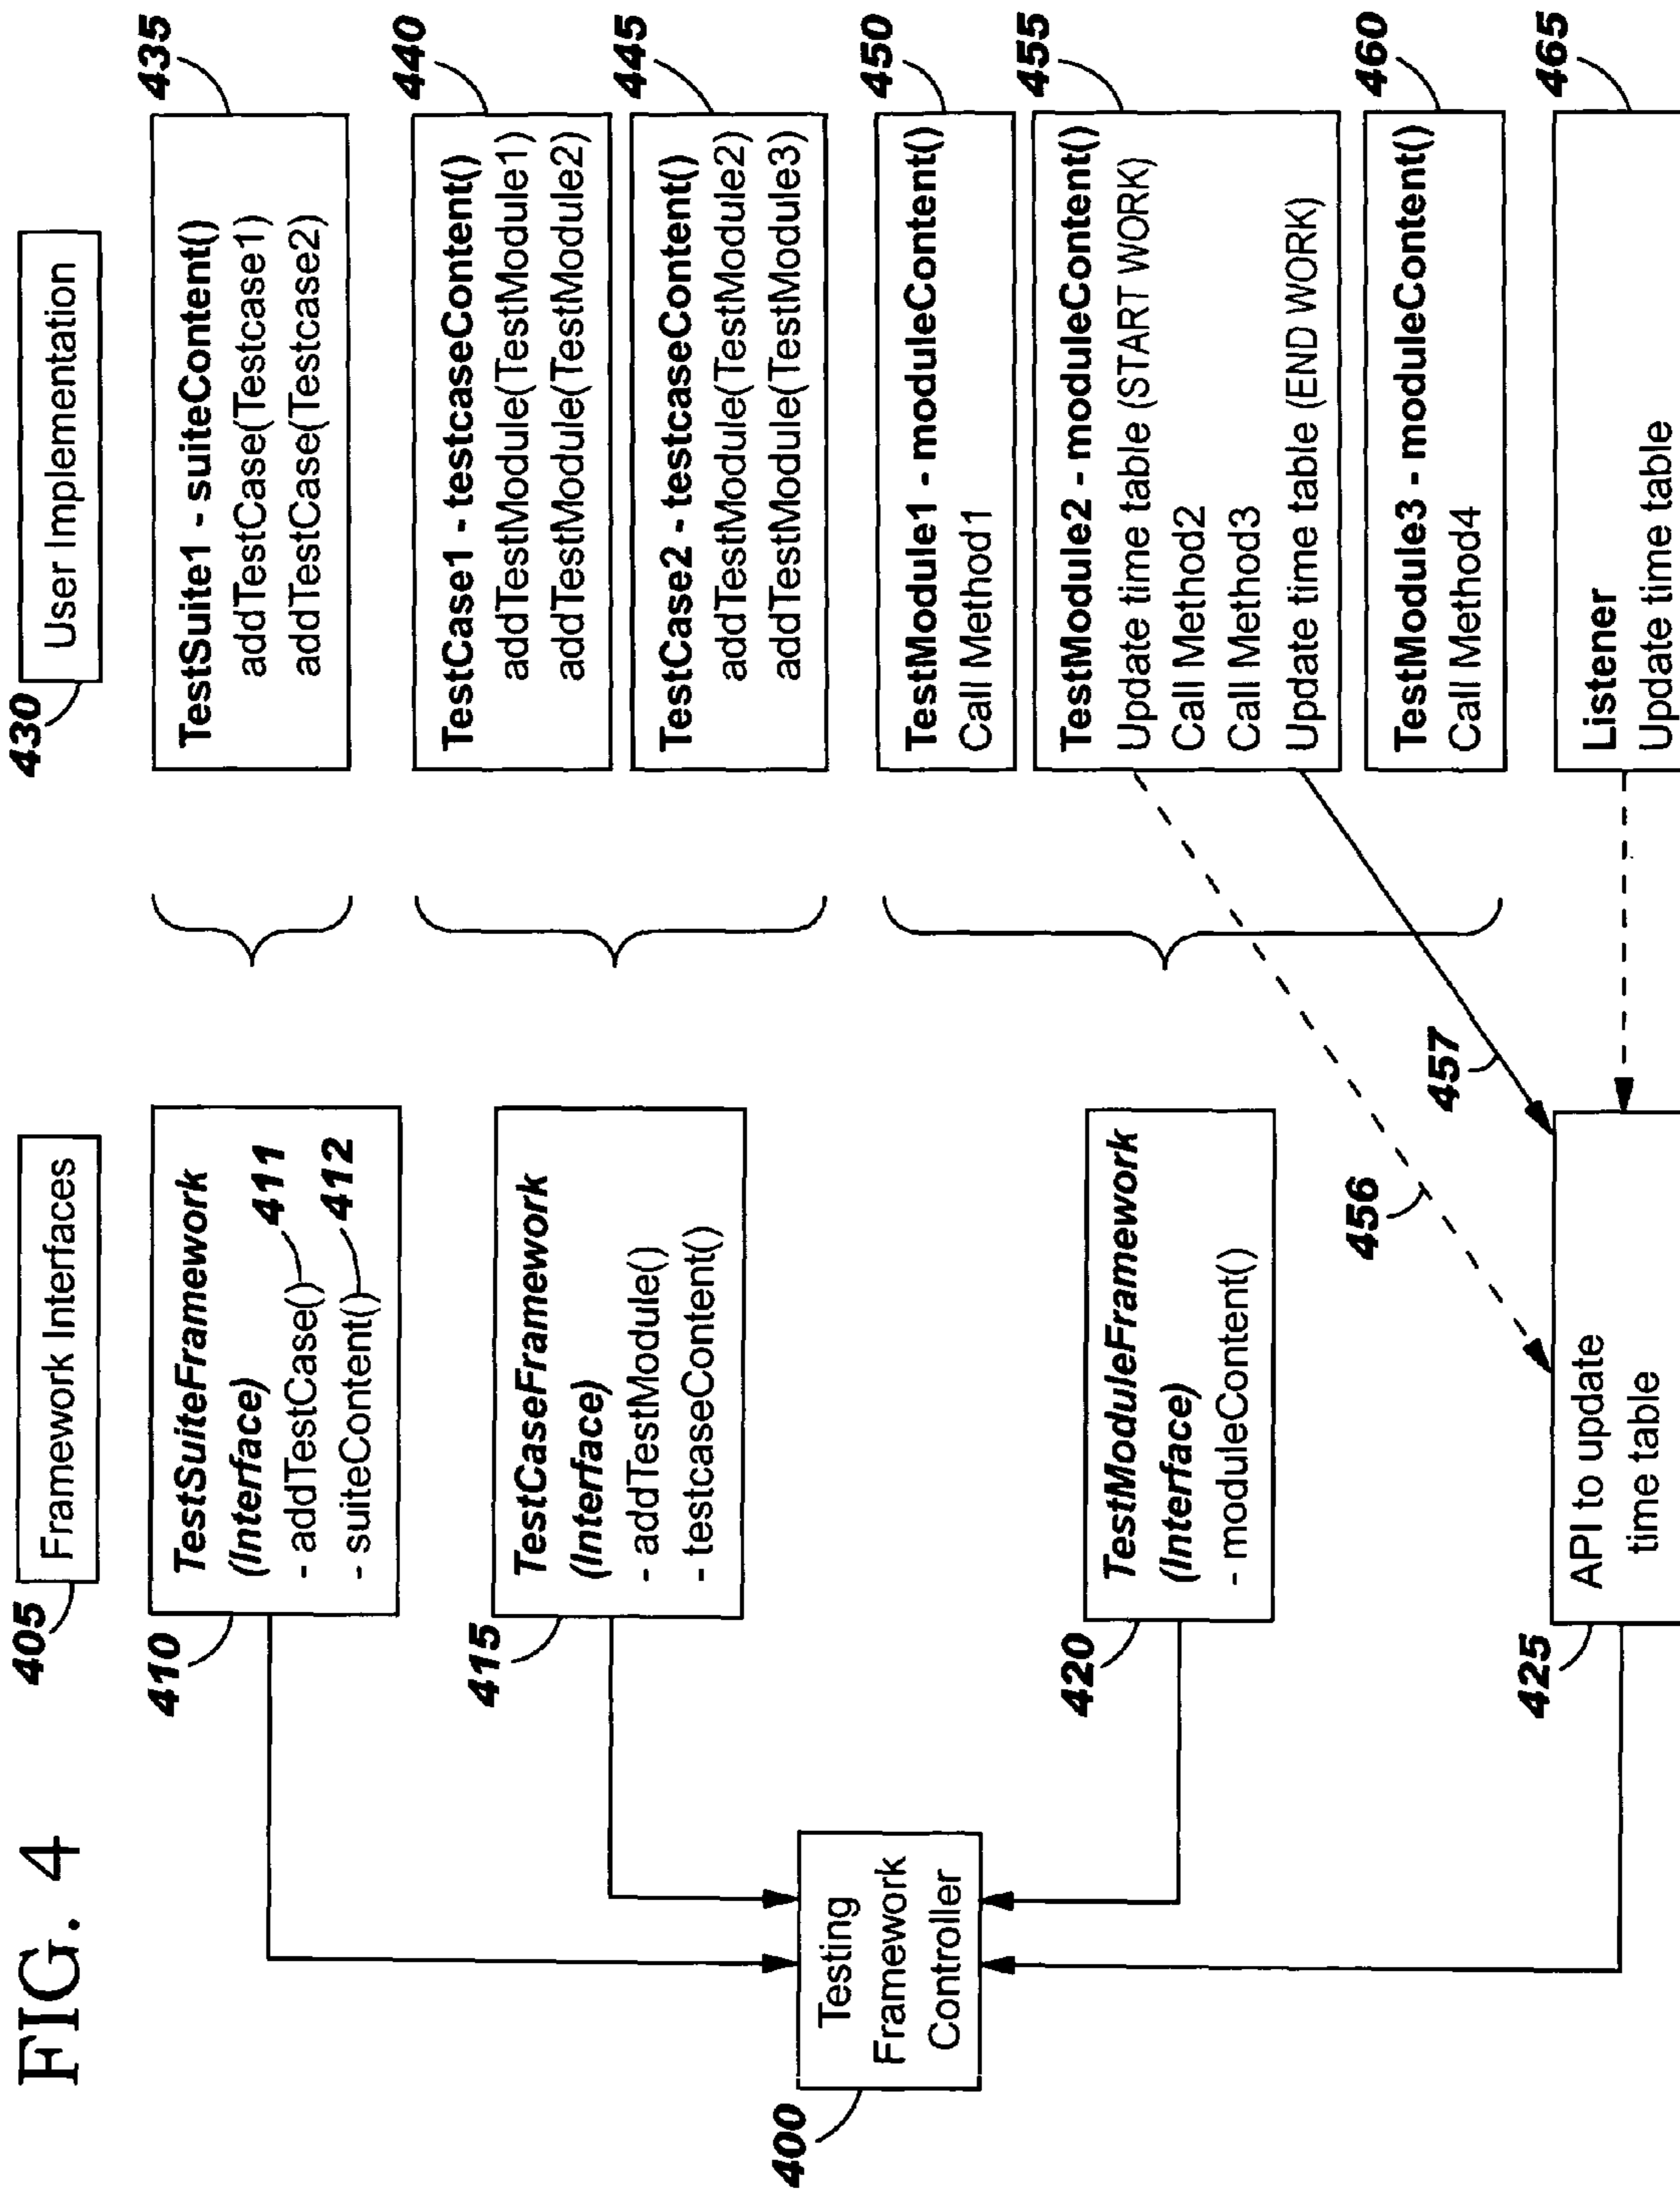 FIG. 4
405
Framework Interfaces
430
User Implementation
410
TestSuiteFramework
(Interface)
- addTestCase()
411
- suiteContent()
412
435
TestSuite1 - suiteContent()
addTestCase(Testcase1)
addTestCase(Testcase2)
415
TestCaseFramework
(Interface)
- addTestModule()
- testcaseContent()
440
TestCase1 - testcaseContent()
addTestModule(TestModule1)
addTestModule(TestModule2)
445
TestCase2 - testcaseContent()
addTestModule(TestModule2)
addTestModule(TestModule3)
400
Testing
Framework
Controller
420
TestModuleFramework
(Interface)
- moduleContent()
450
TestModule1 - moduleContent()
Call Method1
455
TestModule2 - moduleContent()
Update time table (START WORK)
Call Method2
Call Method3
Update time table (END WORK)
456
457
460
TestModule3 - moduleContent()
Call Method4
425
API to update
time table
465
Listener
Update time table